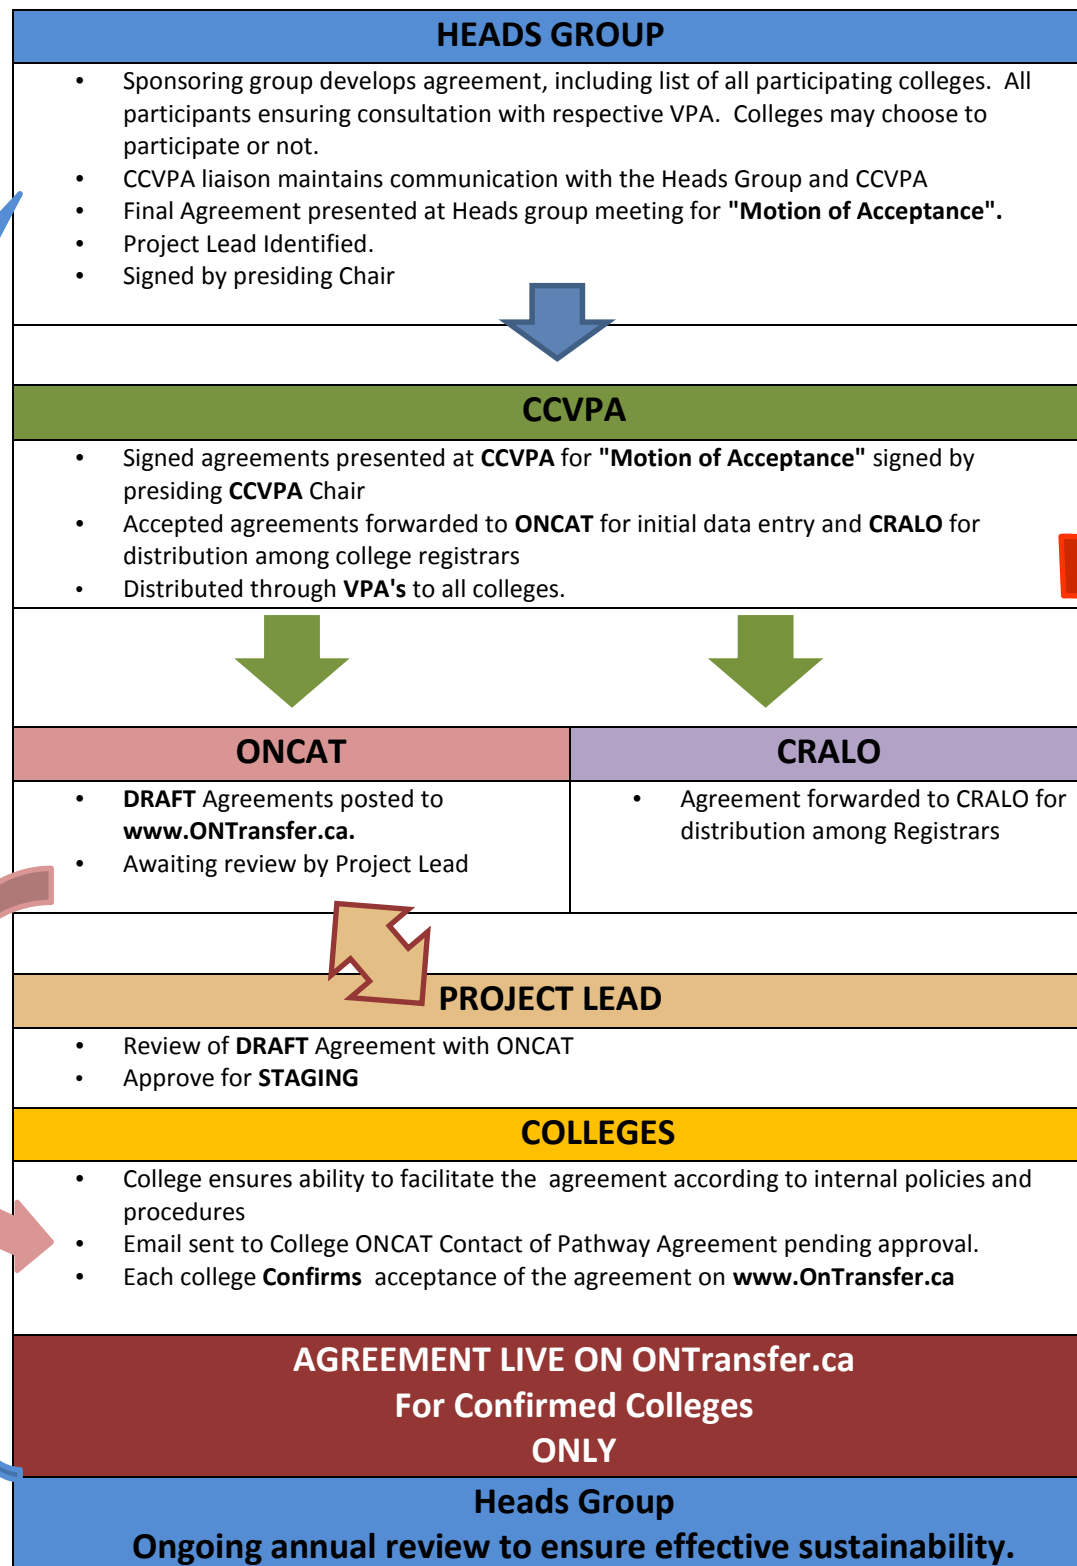 HEADS GROUP
• Sponsoring group develops agreement, including list of all participating colleges.  All
participants ensuring consultation with respective VPA.  Colleges may choose to
participate or not.
• CCVPA liaison maintains communication with the Heads Group and CCVPA
• Final Agreement presented at Heads group meeting for "Motion of Acceptance".
• Project Lead Identified.
• Signed by presiding Chair
CCVPA
• Signed agreements presented at CCVPA for "Motion of Acceptance" signed by
presiding CCVPA Chair
• Accepted agreements forwarded to ONCAT for initial data entry and CRALO for
distribution among college registrars
• Distributed through VPA's to all colleges.
ONCAT
• DRAFT Agreements posted to
www.ONTransfer.ca.
• Awaiting review by Project Lead
CRALO
• Agreement forwarded to CRALO for
distribution among Registrars
PROJECT LEAD
• Review of DRAFT Agreement with ONCAT
• Approve for STAGING
COLLEGES
• College ensures ability to facilitate the  agreement according to internal policies and
procedures
• Email sent to College ONCAT Contact of Pathway Agreement pending approval.
• Each college Confirms  acceptance of the agreement on www.OnTransfer.ca
AGREEMENT LIVE ON ONTransfer.ca
For Confirmed Colleges
ONLY
Heads Group
Ongoing annual review to ensure effective sustainability.